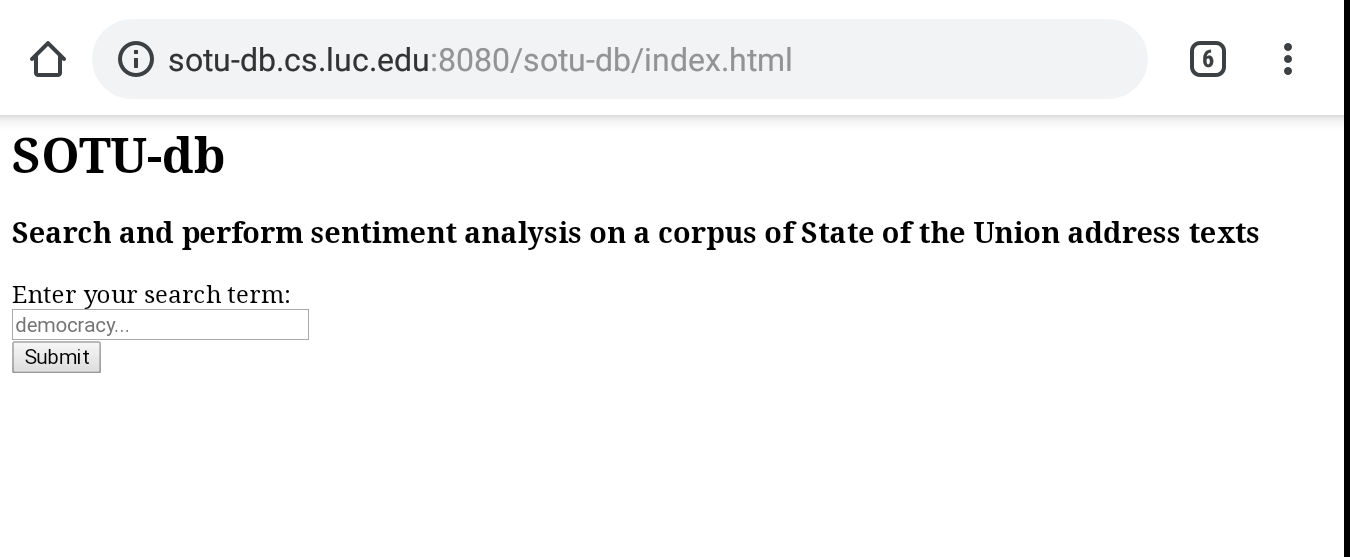 sotu-db.cs.luc.edu:8080/sotu-db/index.html
6
SOTU-db
Search and perform sentiment analysis on a corpus of State of the Union address texts
Enter your search term:
democracy...
Submit